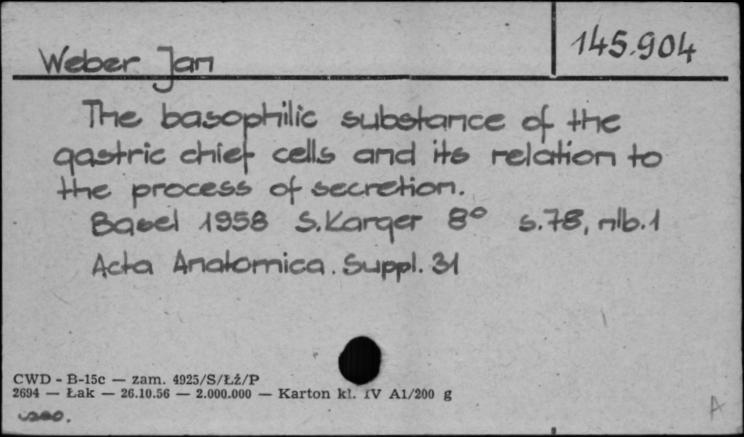 Weber Jan
145.904
The basophilic substance of the
gastric chief cells and its relation to
the process of secretion.
Basel 1958 S.Karger 8° s.78, nlb.1
Acta Anatomica. Suppl. 31
CWD - B-15c — zam. 4925/S/Łż/P
2694 — Łak — 26.10.56 — 2.000.000 — Karton kl. IV A1/200 g
A